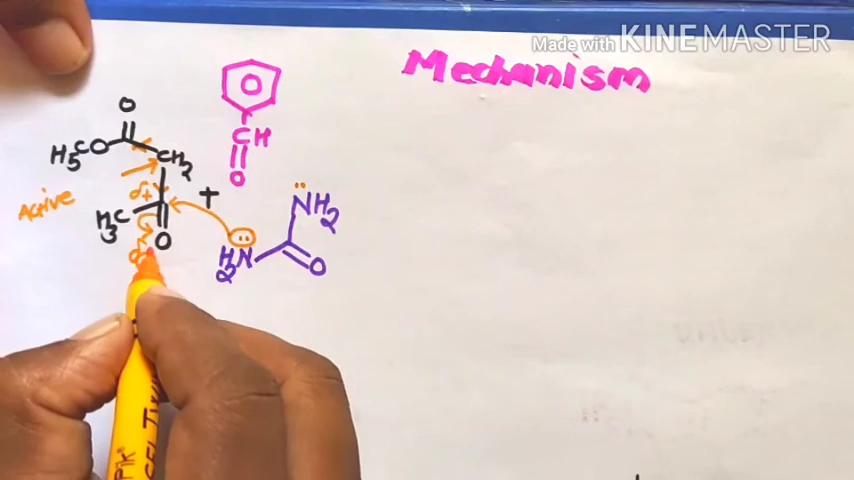 Made with KINEMASTER
Mechanism
O
CH
O
H5C O
CH2
Active
δ+
+
H3C
O
NH2
H2N
O